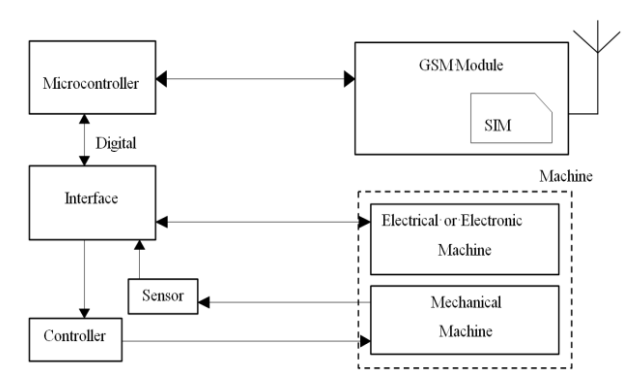 GSM Module
Microcontroller
SIM
Digital
Machine
Interface
Electrical or Electronic
Machine
Sensor
Mechanical
Machine
Controller